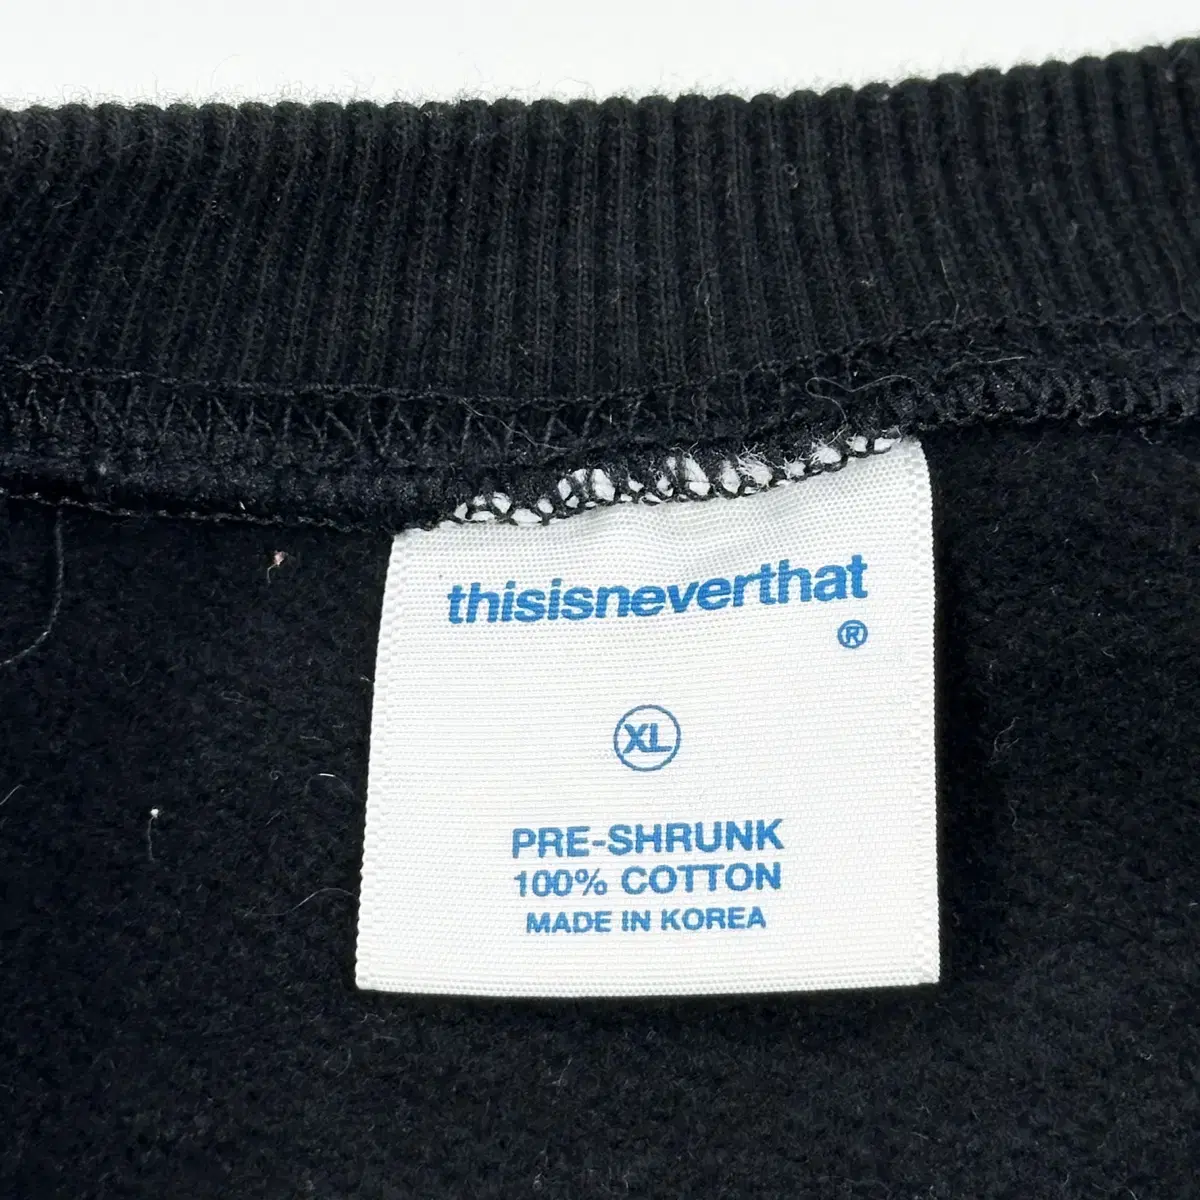 thisisneverthat
®
XL
PRE-SHRUNK
100% COTTON
MADE IN KOREA